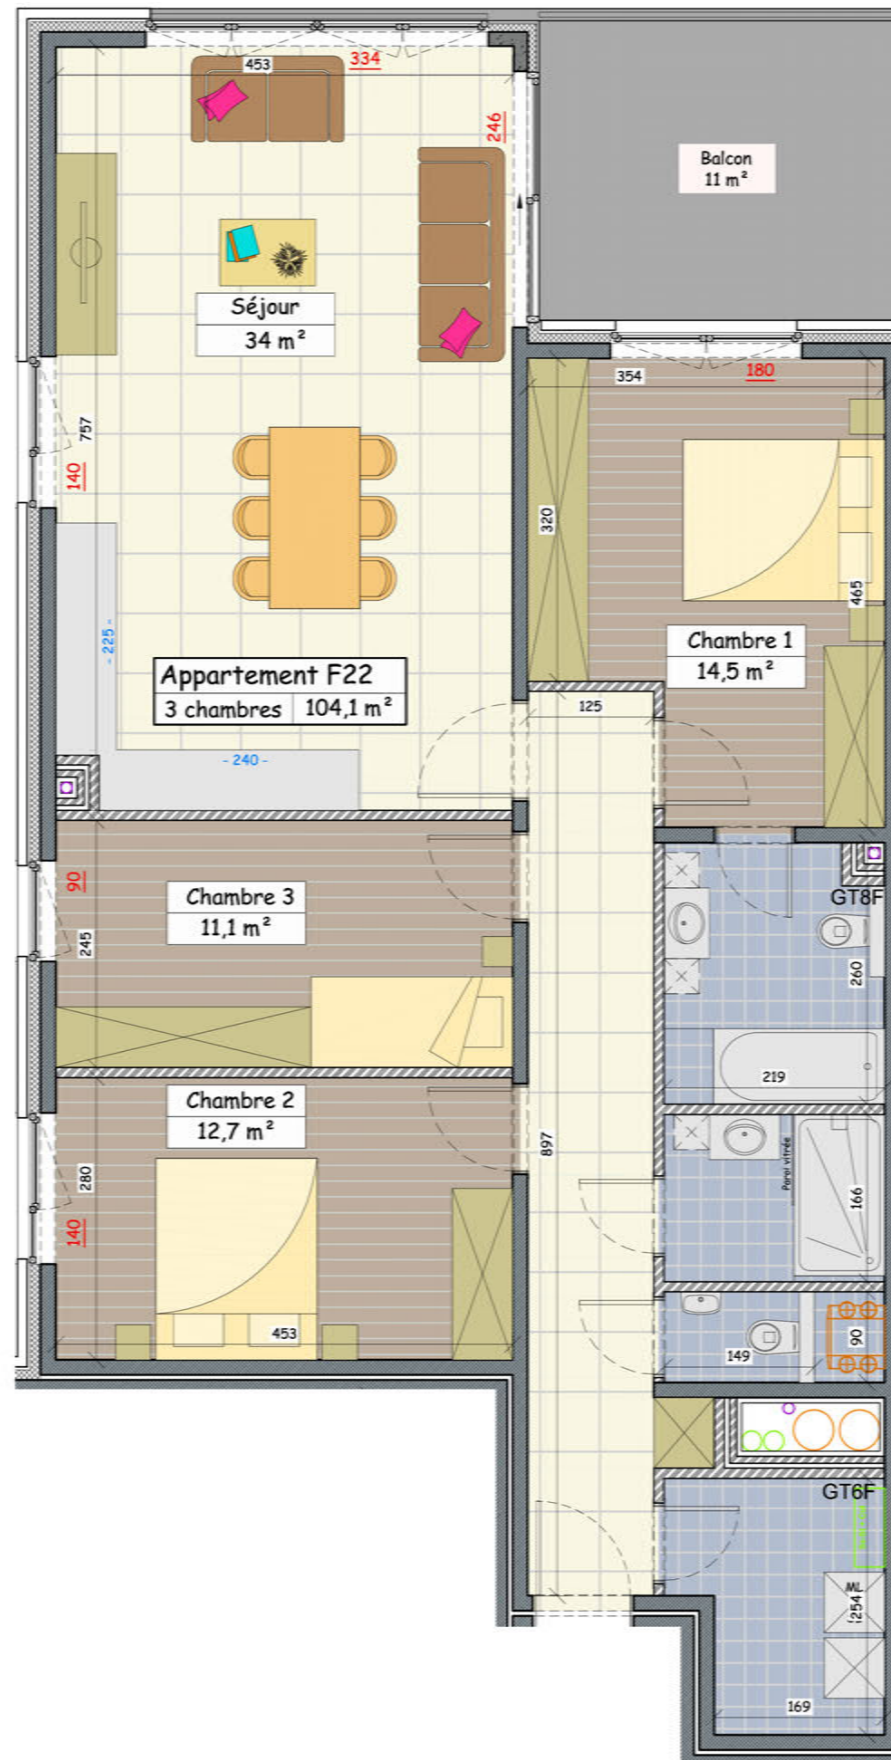 453
334
246
Balcon
11 m²
Séjour
34 m²
354
180
757
140
320
465
- 225 -
Chambre 1
14,5 m²
Appartement F22
3 chambres 104,1 m²
125
- 240 -
90
Chambre 3
11,1 m²
245
GT8F
260
219
Chambre 2
12,7 m²
897
280
140
Paroi vitrée
166
453
149
90
GT6F
ML
254
169